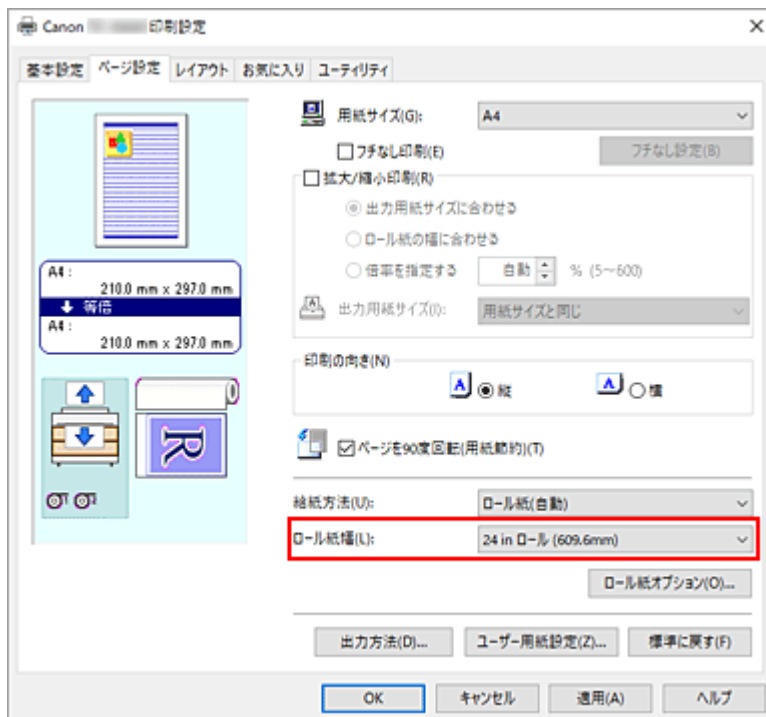 Canon 印刷設定
基本設定 ページ設定 レイアウト お気に入り ユーティリティ
用紙サイズ(G): A4
フチなし印刷(E) フチなし設定(B)
拡大/縮小印刷(R)
出力用紙サイズに合わせる
ロール紙の幅に合わせる
倍率を指定する 自動 % (5～600)
出力用紙サイズ(I): 用紙サイズと同じ
A4 :
210.0 mm x 297.0 mm
等倍
A4 :
210.0 mm x 297.0 mm
印刷の向き(N)
A 縦 A 横
R
ページを90度回転(用紙節約)(T)
給紙方法(U): ロール紙(自動)
ロール紙幅(L): 24 in ロール (609.6mm)
ロール紙オプション(O)...
出力方法(D)... ユーザー用紙設定(Z)... 標準に戻す(F)
OK キャンセル 適用(A) ヘルプ